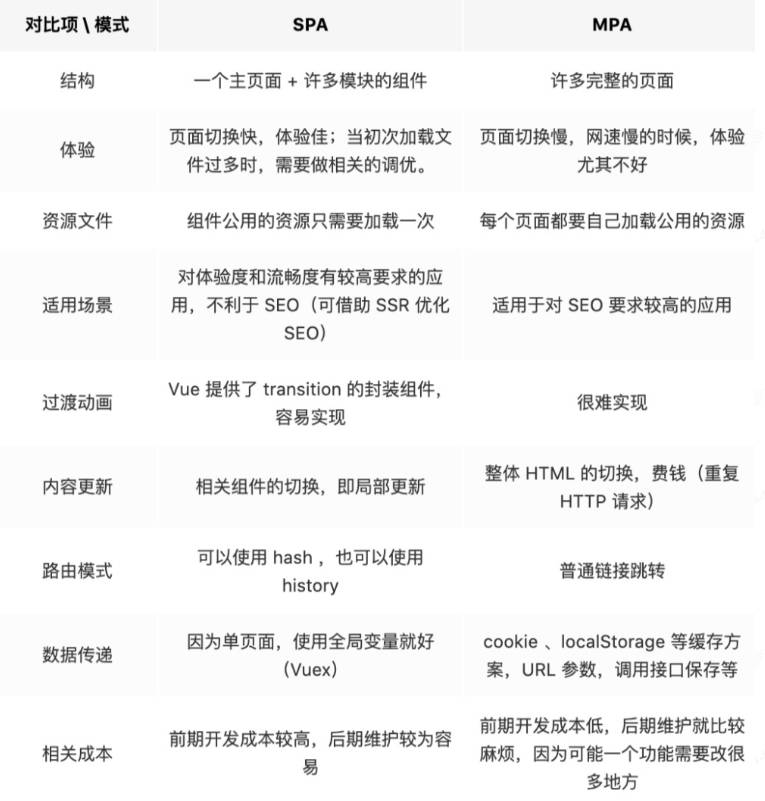 对比项 \ 模式 SPA MPA
结构 一个主页面 + 许多模块的组件 许多完整的页面
体验 页面切换快，体验佳；当初次加载文 页面切换慢，网速慢的时候，体验
件过多时，需要做相关的调优。 尤其不好
资源文件 组件公用的资源只需要加载一次 每个页面都要自己加载公用的资源
对体验度和流畅度有较高要求的应
适用场景 用，不利于 SEO（可借助 SSR 优化 适用于对 SEO 要求较高的应用
SEO）
过渡动画 Vue 提供了 transition 的封装组件， 很难实现
容易实现
内容更新 相关组件的切换，即局部更新 整体 HTML 的切换，费钱（重复
HTTP 请求）
路由模式 可以使用 hash ，也可以使用 普通链接跳转
history
数据传递 因为单页面，使用全局变量就好 cookie 、localStorage 等缓存方
（Vuex） 案，URL 参数，调用接口保存等
相关成本 前期开发成本较高，后期维护较为容 前期开发成本低，后期维护就比较
易 麻烦，因为可能一个功能需要改很
多地方